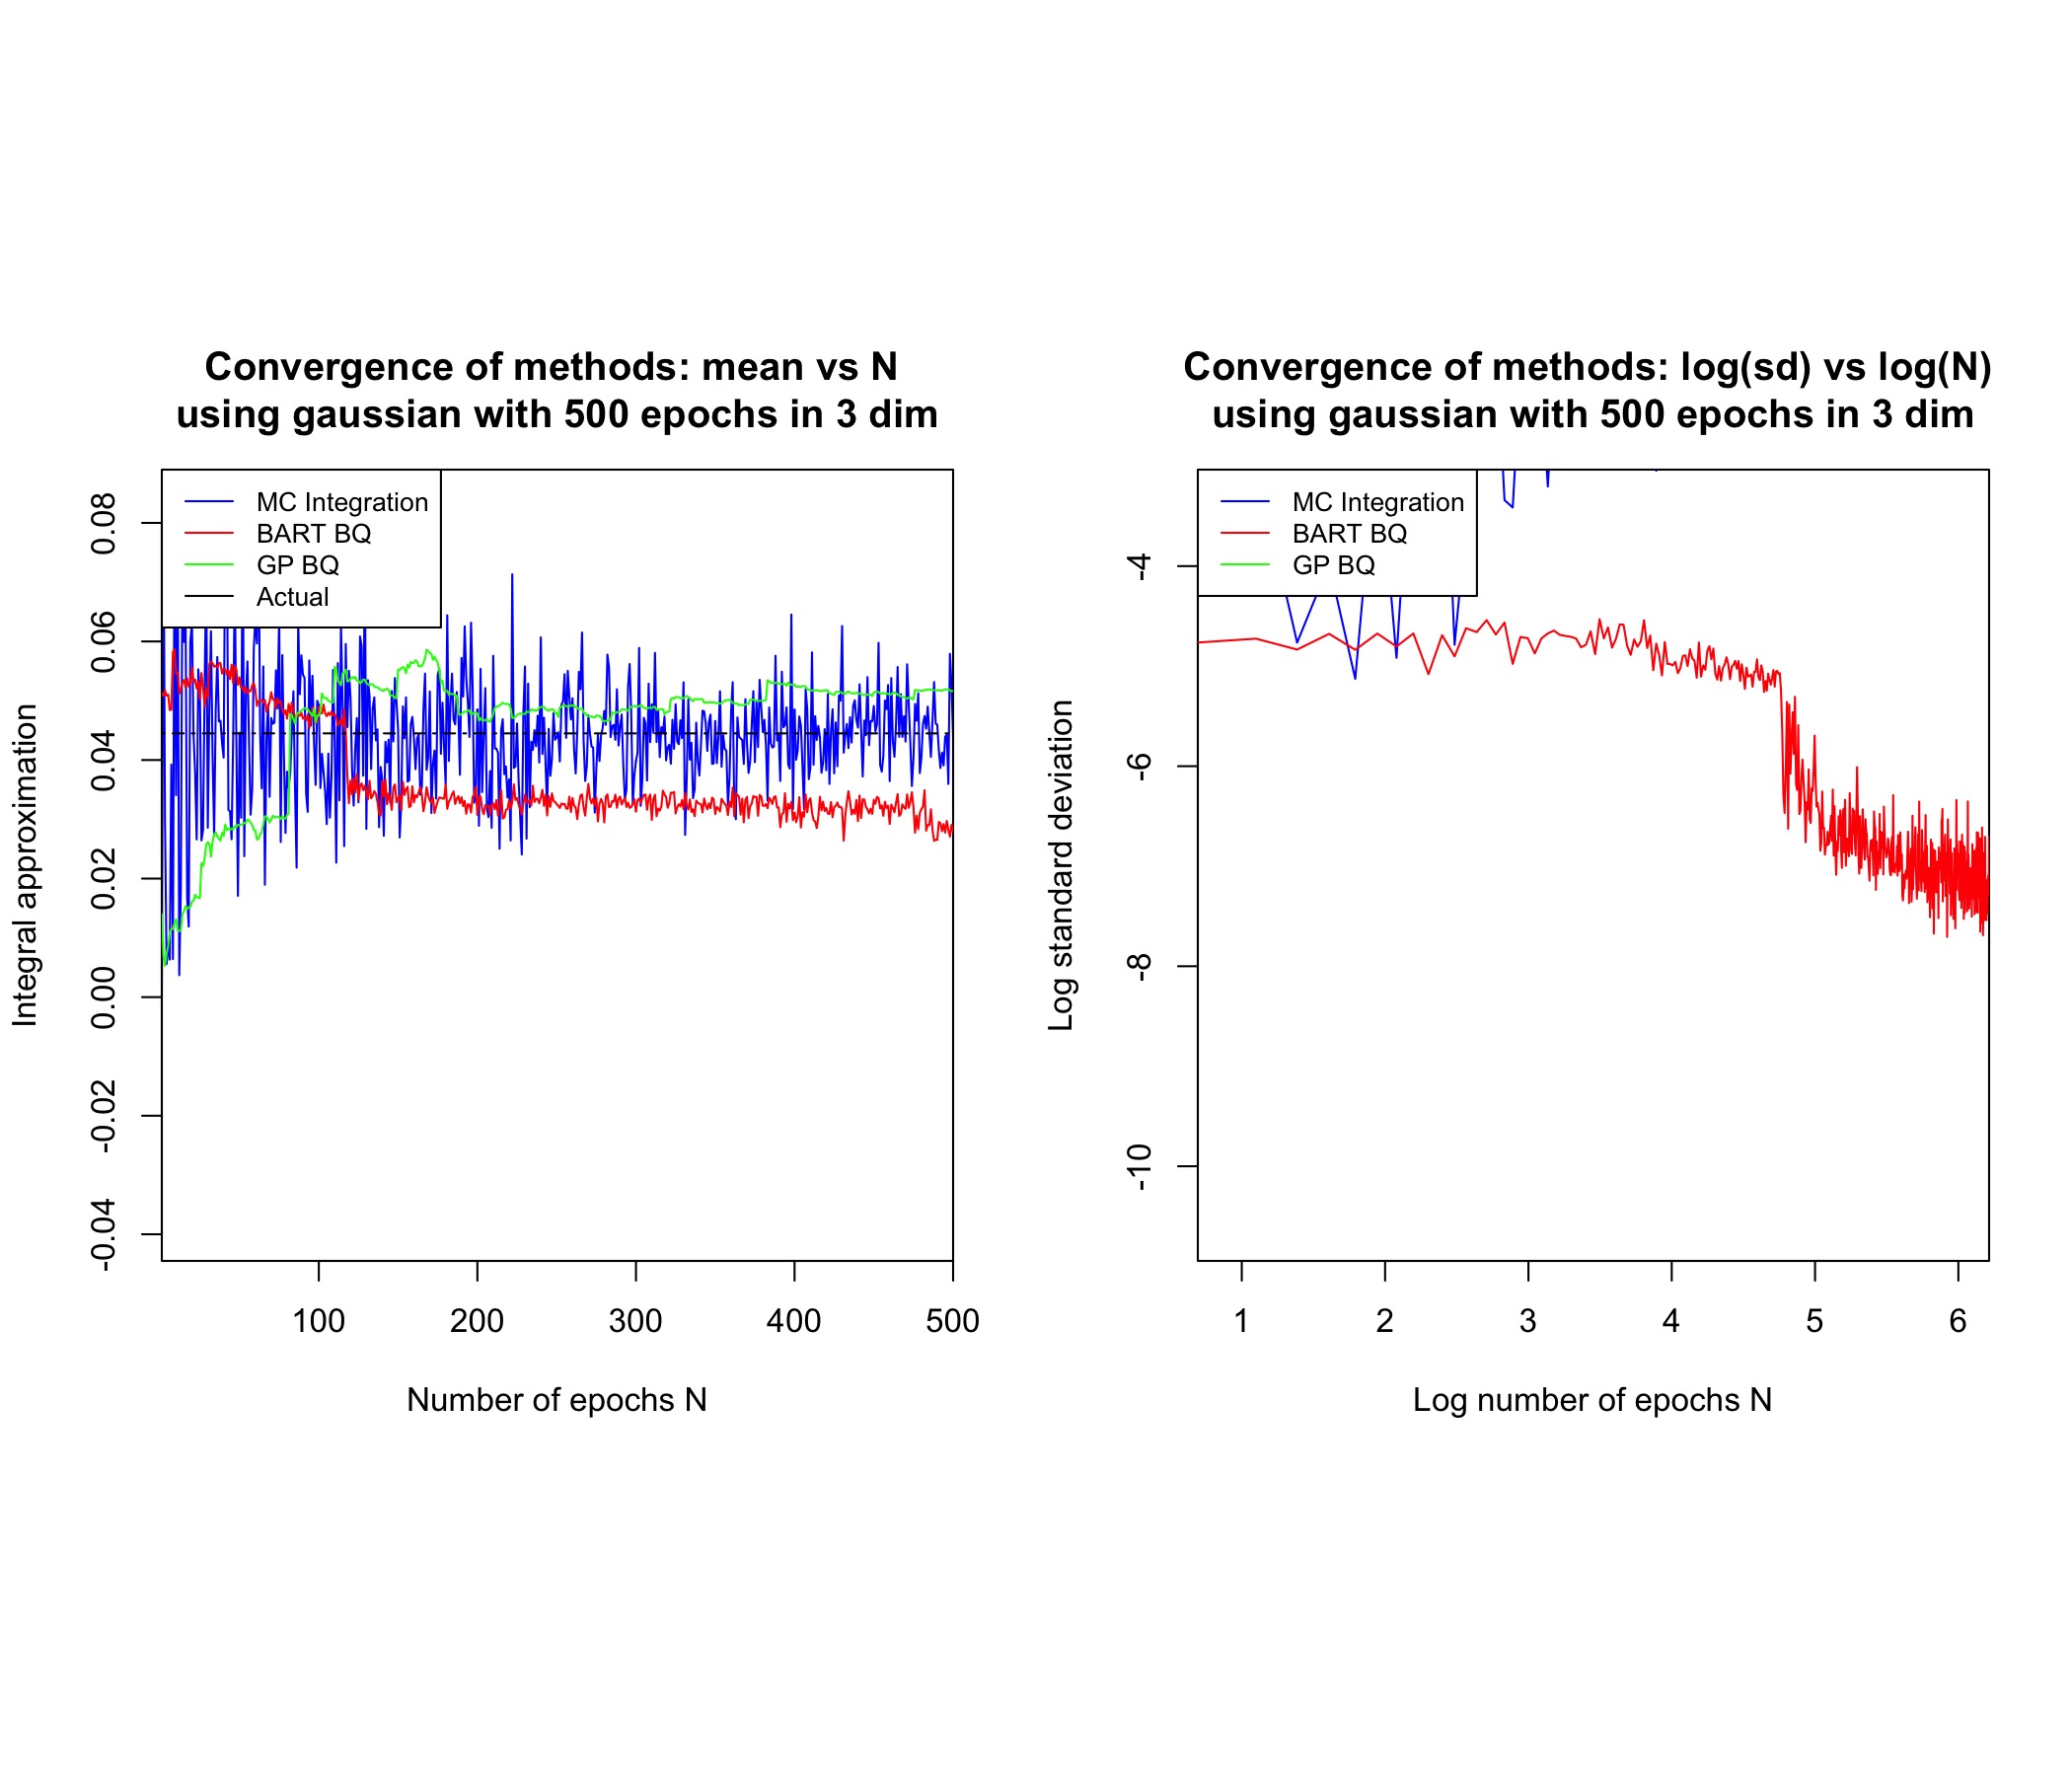 Convergence of methods: mean vs N
using gaussian with 500 epochs in 3 dim
MC Integration
BART BQ
GP BQ
Actual
Integral approximation
0.08
0.06
0.04
0.02
0.00
-0.02
-0.04
100 200 300 400 500
Number of epochs N
Convergence of methods: log(sd) vs log(N)
using gaussian with 500 epochs in 3 dim
MC Integration
BART BQ
GP BQ
Log standard deviation
-4
-6
-8
-10
1 2 3 4 5 6
Log number of epochs N